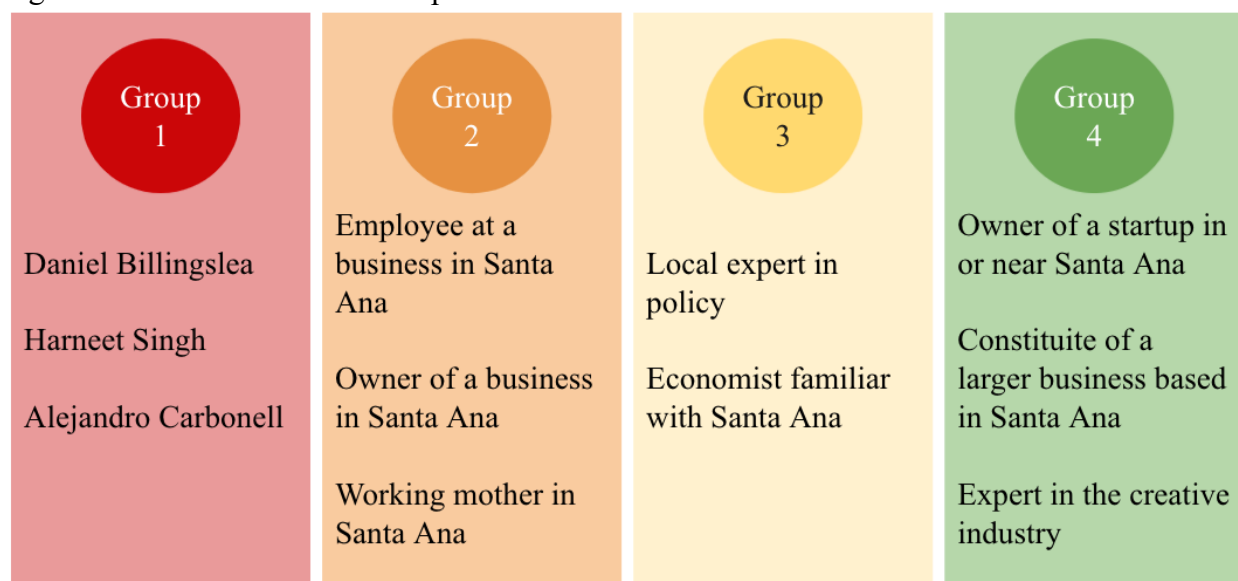 Group
1
Daniel Billingslea
Harneet Singh
Alejandro Carbonell
Group
2
Employee at a
business in Santa
Ana
Owner of a business
in Santa Ana
Working mother in
Santa Ana
Group
3
Local expert in
policy
Economist familiar
with Santa Ana
Group
4
Owner of a startup in
or near Santa Ana
Constituite of a
larger business based
in Santa Ana
Expert in the creative
industry